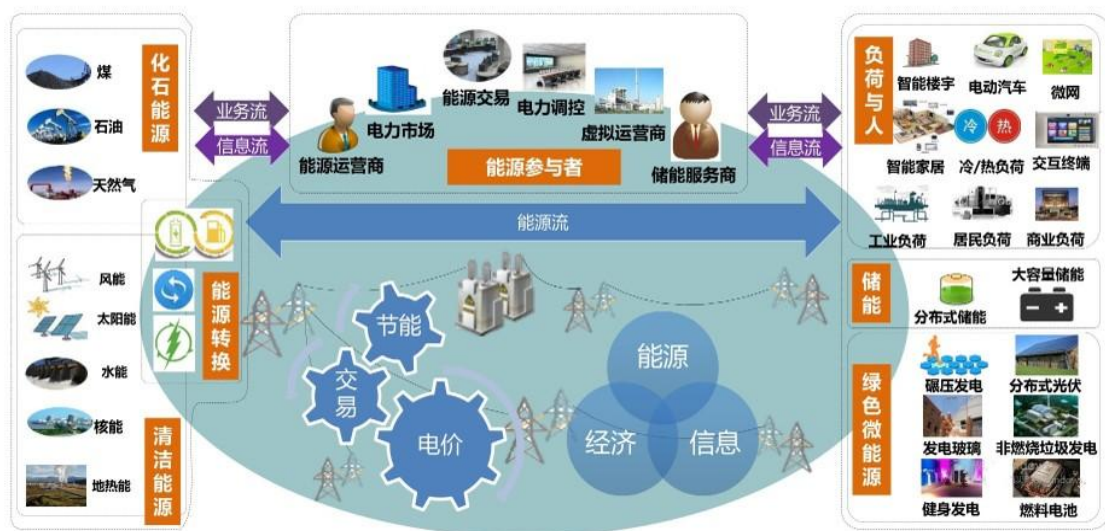 化石能源
煤
石油
天然气
业务流
信息流
能源运营商
电力市场
能源交易
电力调控
虚拟运营商
储能服务商
能源参与者
业务流
信息流
负荷与人
智能楼宇
电动汽车
微网
智能家居
冷
热
冷/热负荷
交互终端
工业负荷
居民负荷
商业负荷
能源流
清洁能源
风能
太阳能
水能
核能
地热能
能源转换
节能
交易
电价
能源
经济
信息
储能
分布式储能
大容量储能
绿色微能源
碾压发电
分布式光伏
发电玻璃
非燃烧垃圾发电
健身发电
燃料电池